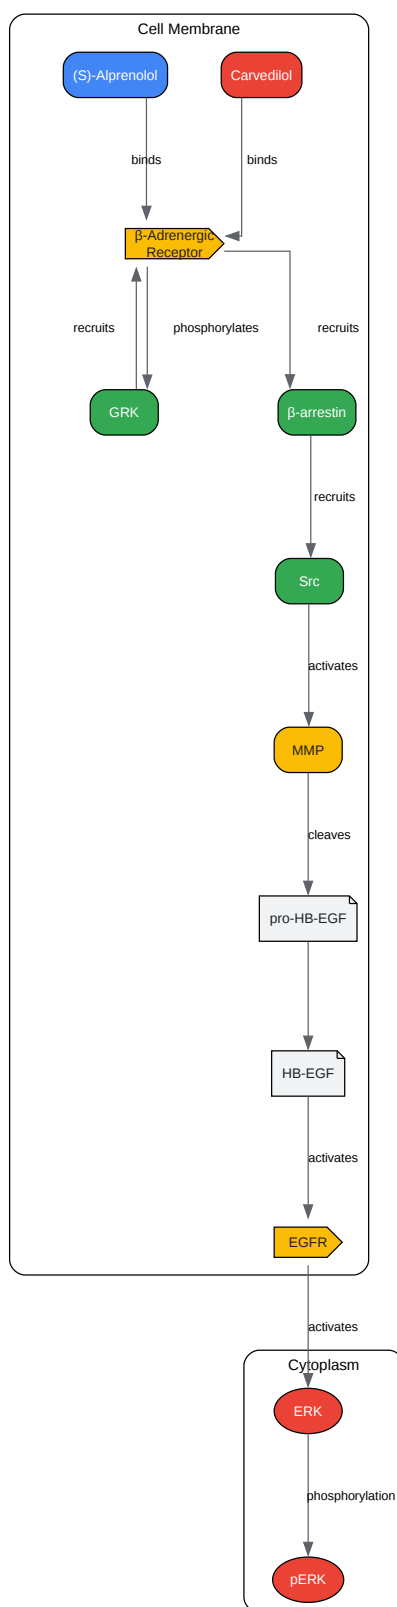 Cell Membrane
(S)-Alprenolol
Carvedilol
binds
binds
β-Adrenergic
Receptor
recruits
phosphorylates
recruits
GRK
β-arrestin
recruits
Src
activates
MMP
cleaves
pro-HB-EGF
HB-EGF
activates
EGFR
activates
Cytoplasm
ERK
phosphorylation
pERK